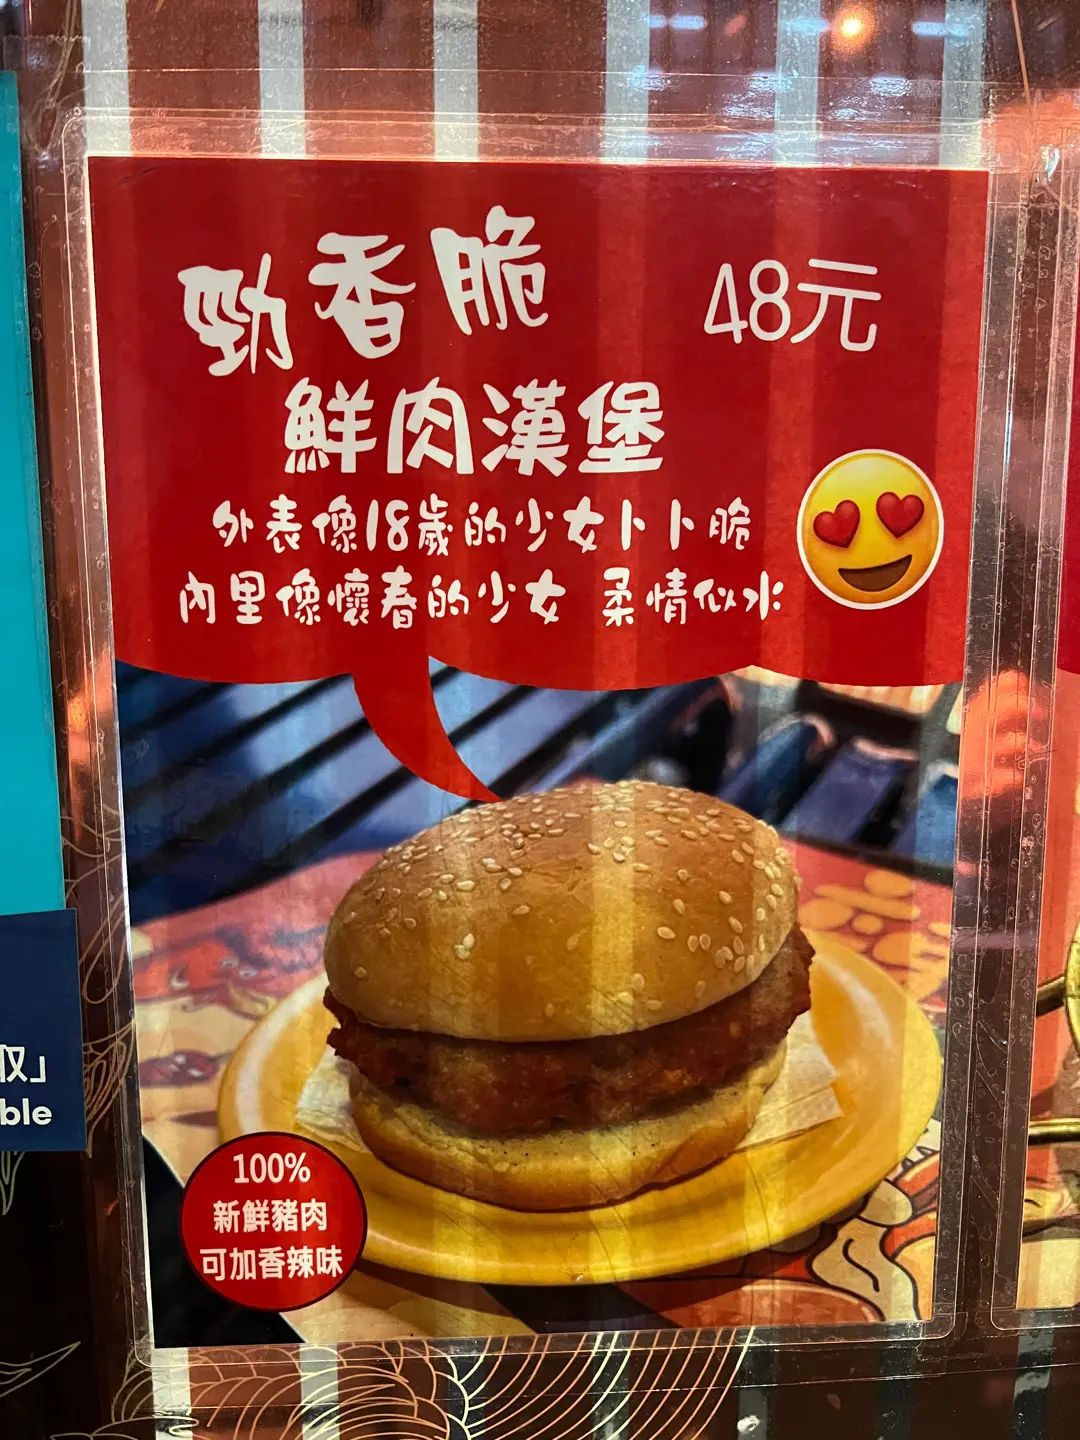 勁香脆
48元
鮮肉漢堡
外表像18歲的少女卜卜脆
內里像懷春的少女 柔情似水
100%
新鮮豬肉
可加香辣味
取」
ble